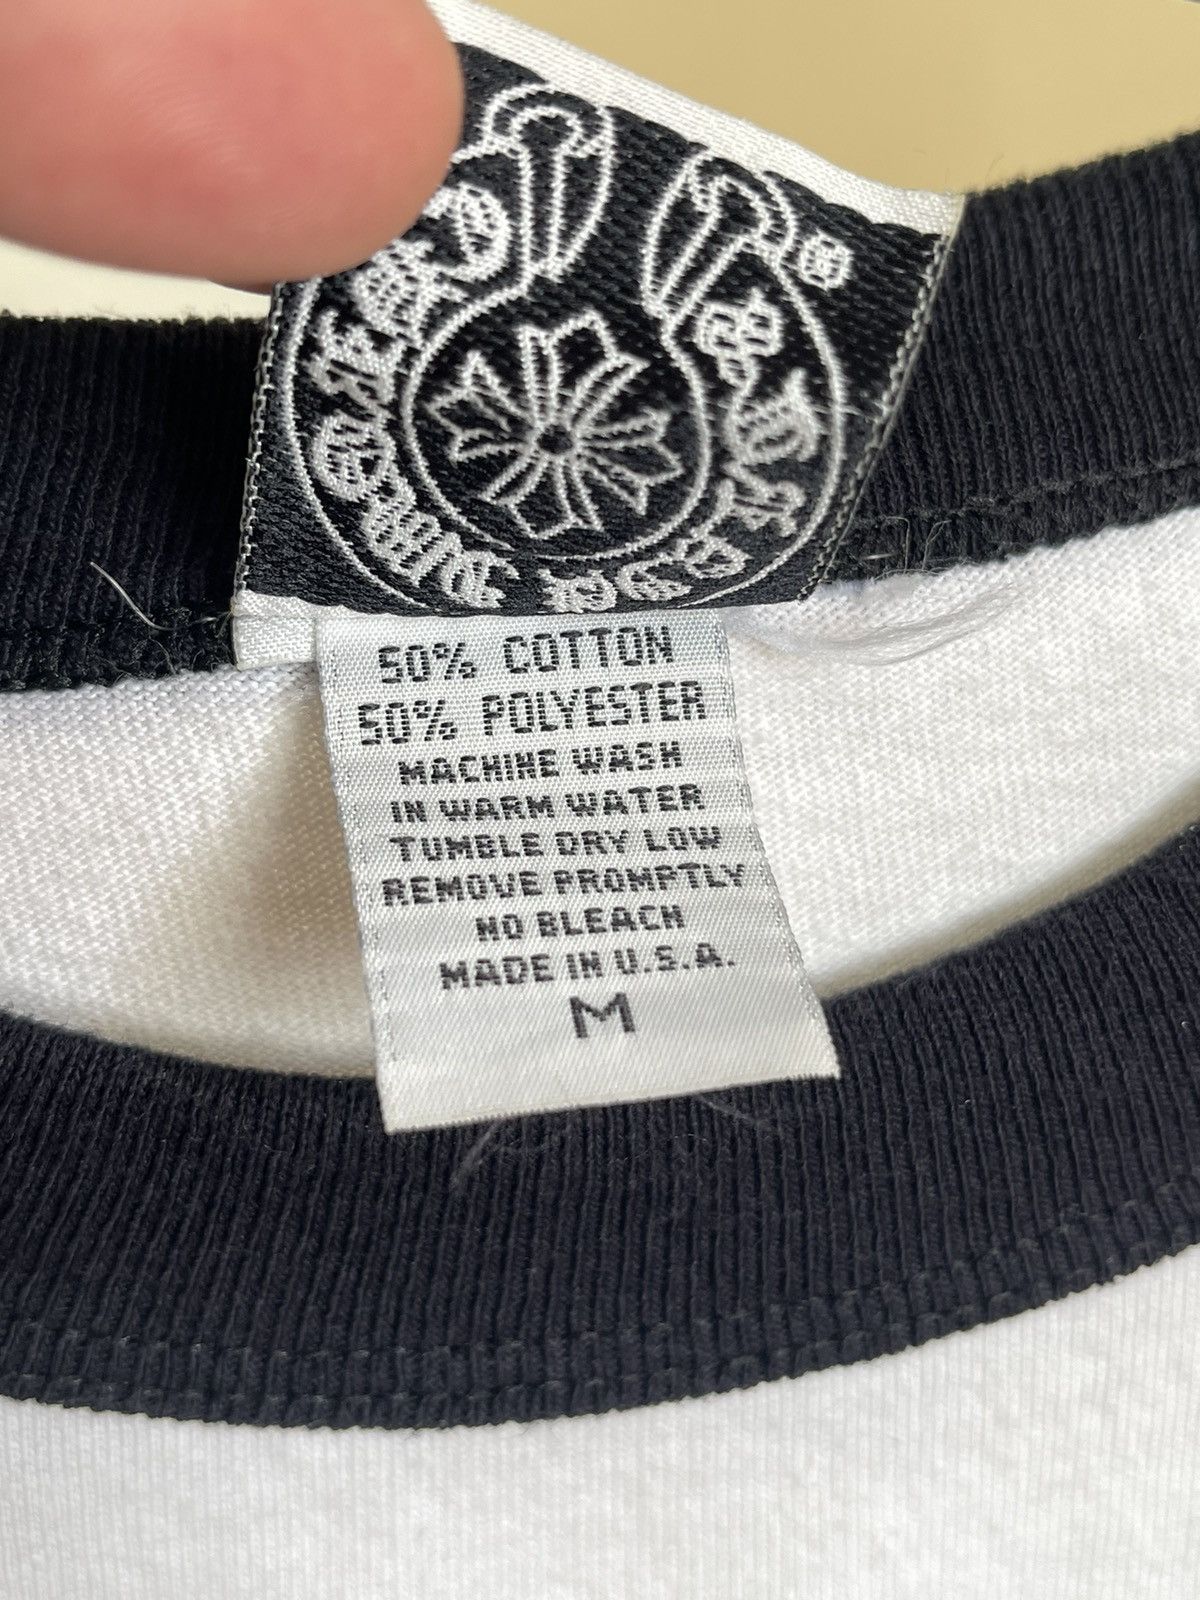 50% COTTON
50% POLYESTER
MACHINE WASH
IN WARM WATER
TUMBLE DRY LOW
REMOVE PROMPTLY
NO BLEACH
MADE IN U.S.A.
M